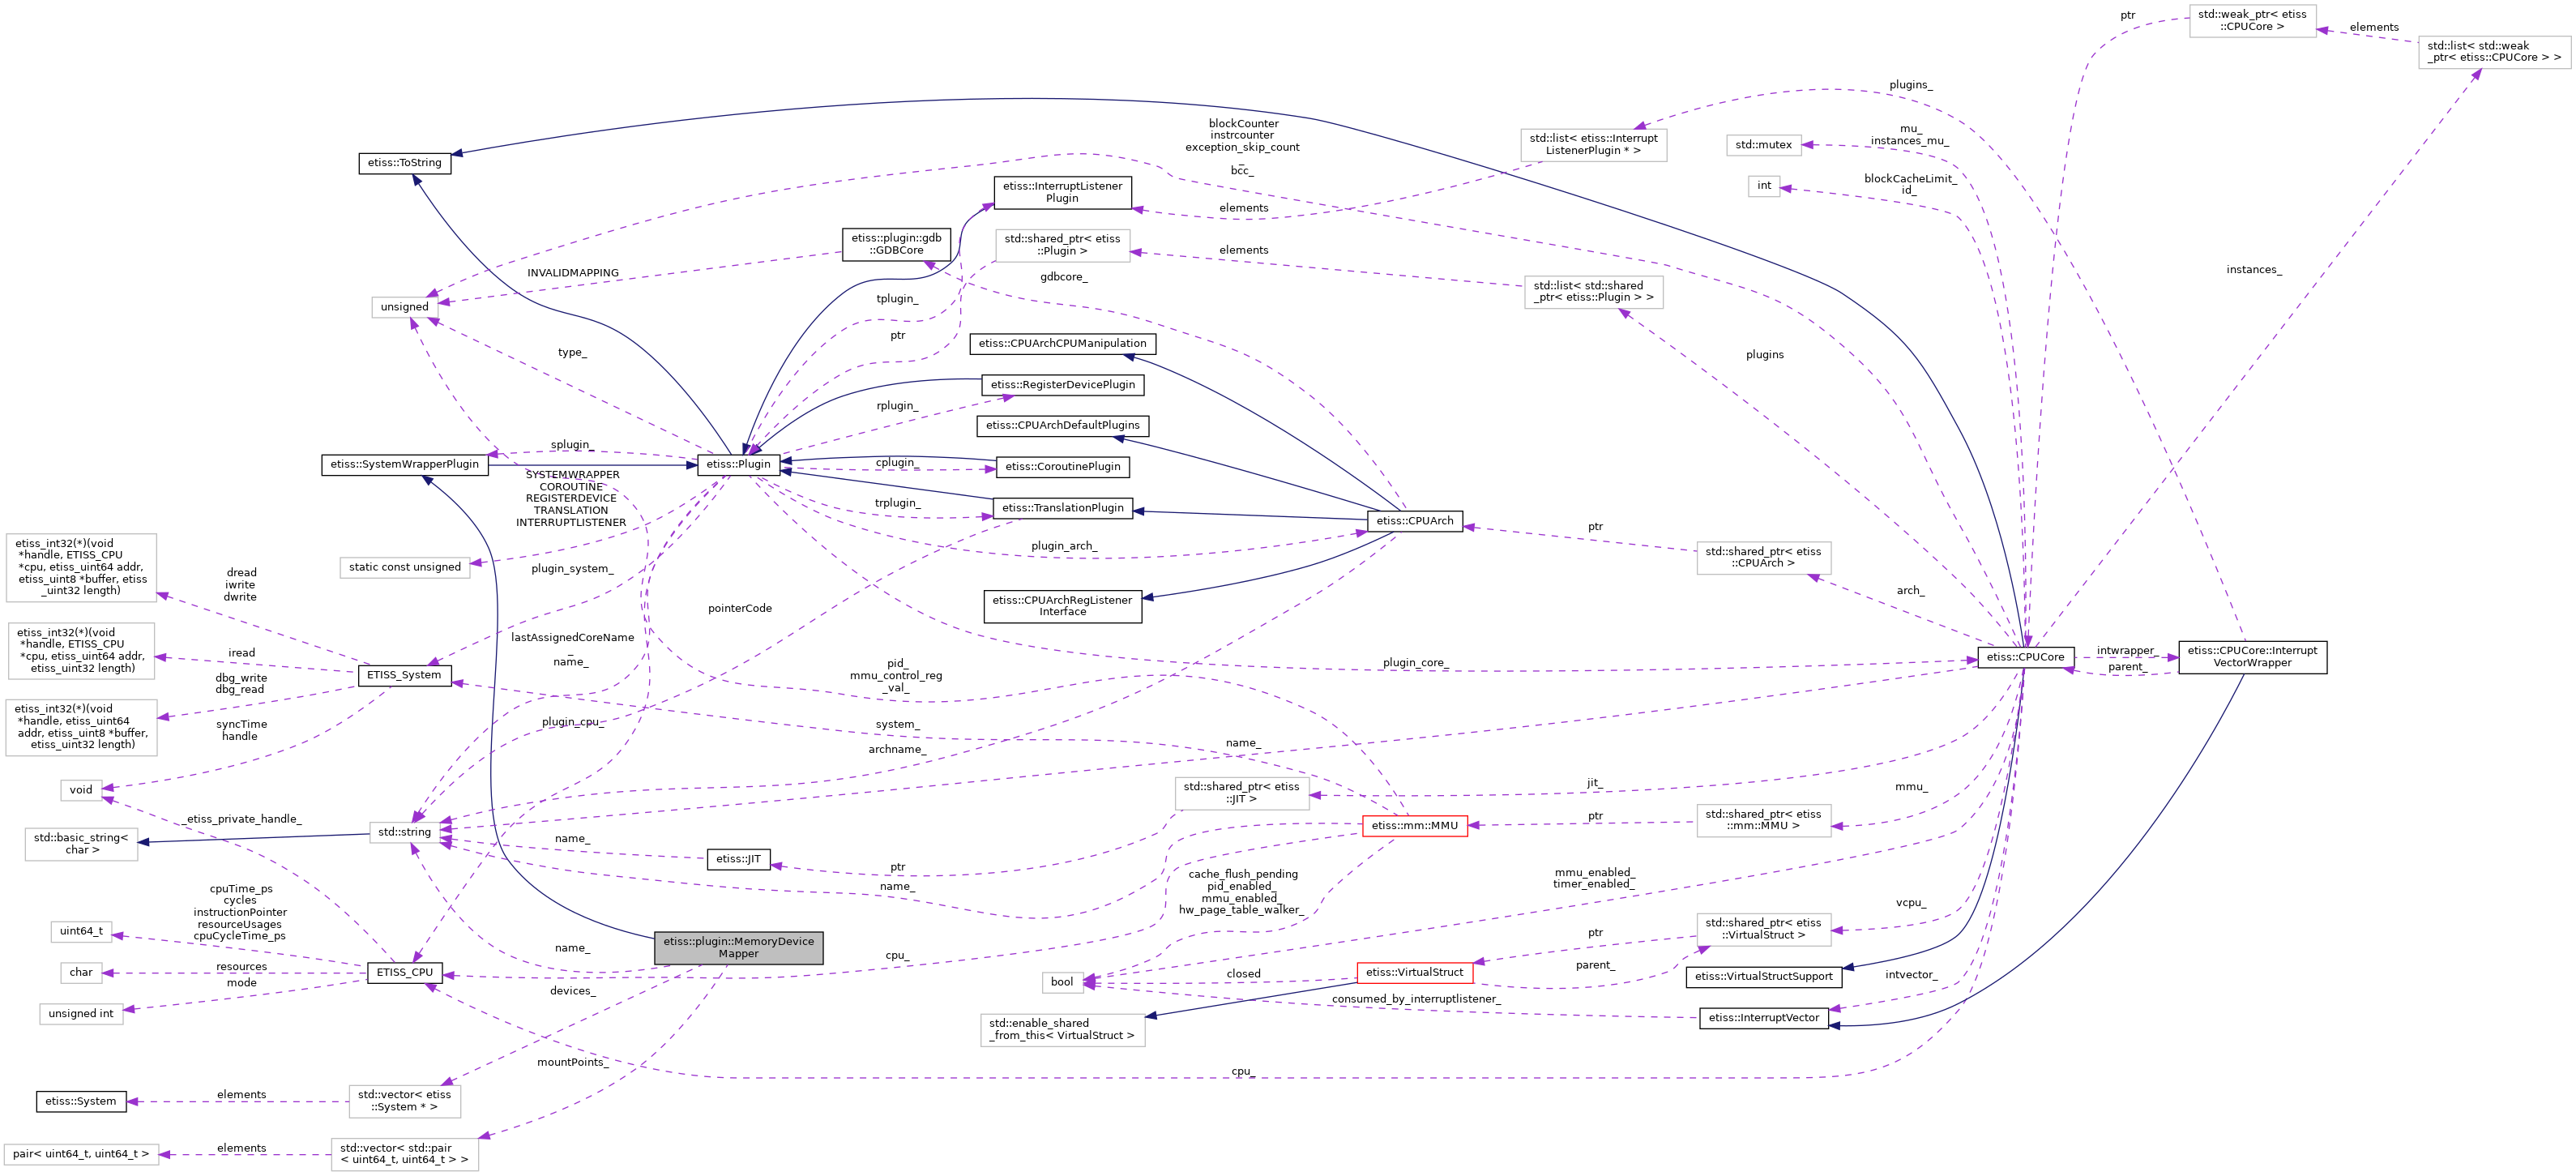 std::weak_ptr< etiss
::CPUCore >
ptr
elements
std::list< std::weak
_ptr< etiss::CPUCore > >
plugins_
blockCounter
instrcounter
exception_skip_count
_
bcc_
std::list< etiss::Interrupt
ListenerPlugin * >
mu_
instances_mu_
std::mutex
etiss::ToString
etiss::InterruptListener
Plugin
blockCacheLimit_
id_
int
elements
etiss::plugin::gdb
::GDBCore
std::shared_ptr< etiss
::Plugin >
elements
INVALIDMAPPING
gdbcore_
instances_
std::list< std::shared
_ptr< etiss::Plugin > >
unsigned
tplugin_
ptr
etiss::CPUArchCPUManipulation
type_
plugins
etiss::RegisterDevicePlugin
rplugin_
etiss::CPUArchDefaultPlugins
splugin_
etiss::SystemWrapperPlugin
etiss::Plugin
cplugin_
etiss::CoroutinePlugin
SYSTEMWRAPPER
COROUTINE
REGISTERDEVICE
TRANSLATION
INTERRUPTLISTENER
trplugin_
etiss::TranslationPlugin
etiss::CPUArch
ptr
etiss_int32(*)(void
*handle, ETISS_CPU
*cpu, etiss_uint64 addr,
etiss_uint8 *buffer, etiss
_uint32 length)
plugin_arch_
std::shared_ptr< etiss
::CPUArch >
static const unsigned
plugin_system_
dread
iwrite
dwrite
arch_
etiss::CPUArchRegListener
Interface
pointerCode
etiss_int32(*)(void
*handle, ETISS_CPU
*cpu, etiss_uint64 addr,
etiss_uint32 length)
lastAssignedCoreName
_
name_
iread
plugin_core_
etiss::CPUCore
intwrapper_
parent_
etiss::CPUCore::Interrupt
VectorWrapper
ETISS_System
pid_
mmu_control_reg
_val_
dbg_write
dbg_read
etiss_int32(*)(void
*handle, etiss_uint64
addr, etiss_uint8 *buffer,
etiss_uint32 length)
syncTime
handle
plugin_cpu_
system_
archname_
name_
void
std::shared_ptr< etiss
::JIT >
jit_
mmu_
_etiss_private_handle_
std::basic_string<
char >
std::string
name_
etiss::mm::MMU
ptr
std::shared_ptr< etiss
::mm::MMU >
etiss::JIT
ptr
name_
cache_flush_pending
pid_enabled_
mmu_enabled_
hw_page_table_walker_
mmu_enabled_
timer_enabled_
cpuTime_ps
cycles
instructionPointer
resourceUsages
cpuCycleTime_ps
vcpu_
uint64_t
std::shared_ptr< etiss
::VirtualStruct >
ptr
etiss::plugin::MemoryDevice
Mapper
name_
cpu_
char
resources
ETISS_CPU
mode
bool
closed
etiss::VirtualStruct
parent_
etiss::VirtualStructSupport
intvector_
devices_
consumed_by_interruptlistener_
unsigned int
std::enable_shared
_from_this< VirtualStruct >
etiss::InterruptVector
mountPoints_
cpu_
etiss::System
elements
std::vector< etiss
::System * >
pair< uint64_t, uint64_t >
elements
std::vector< std::pair
< uint64_t, uint64_t > >